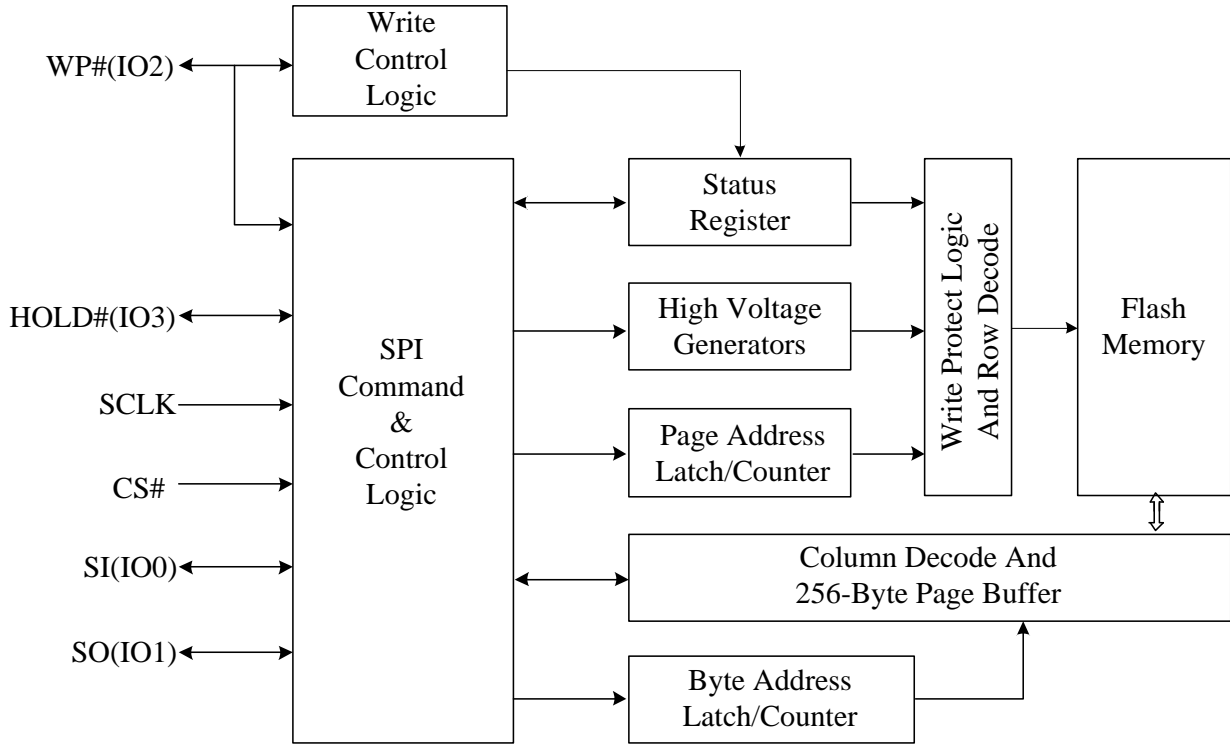 Write
Control
Logic
WP#(IO2)
Status
Register
HOLD#(IO3)
High Voltage
Generators
Write Protect Logic
And Row Decode
Flash
Memory
SPI
Command
&
Control
Logic
SCLK
Page Address
Latch/Counter
CS#
SI(IO0)
Column Decode And
256-Byte Page Buffer
SO(IO1)
Byte Address
Latch/Counter